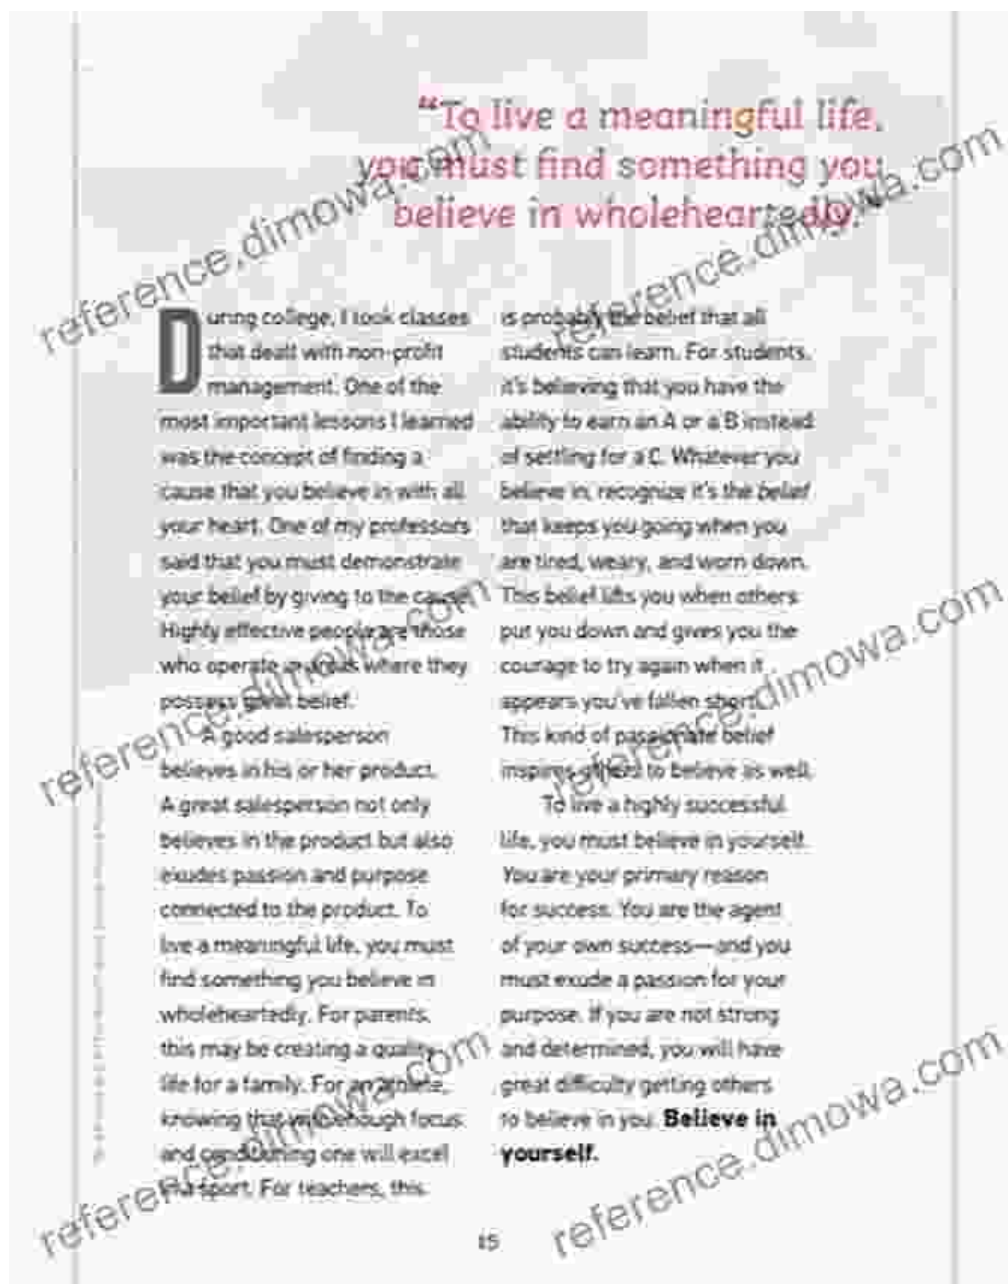 “To live a meaningful life,
you must find something you
believe in wholeheartedly.”
During college, I took classes
that dealt with non-profit
management. One of the
most important lessons I learned
was the concept of finding a
cause that you believe in with all
your heart. One of my professors
said that you must demonstrate
your belief by giving to the cause.
Highly effective people are those
who operate in areas where they
possess great belief.
A good salesperson
believes in his or her product.
A great salesperson not only
believes in the product but also
exudes passion and purpose
connected to the product. To
live a meaningful life, you must
find something you believe in
wholeheartedly. For parents,
this may be creating a quality
life for a family. For an athlete,
knowing that with enough focus
and conditioning one will excel
in a sport. For teachers, this
is probably the belief that all
students can learn. For students,
it's believing that you have the
ability to earn an A or a B instead
of settling for a C. Whatever you
believe in, recognize it's the belief
that keeps you going when you
are tired, weary, and worn down.
This belief lifts you when others
put you down and gives you the
courage to try again when it
appears you've fallen short.
This kind of passionate belief
inspires others to believe as well.
To live a highly successful
life, you must believe in yourself.
You are your primary reason
for success. You are the agent
of your own success—and you
must exude a passion for your
purpose. If you are not strong
and determined, you will have
great difficulty getting others
to believe in you. Believe in
yourself.
15
reference.dimowa.com
reference.dimowa.com
reference.dimowa.com
reference.dimowa.com
reference.dimowa.com
reference.dimowa.com